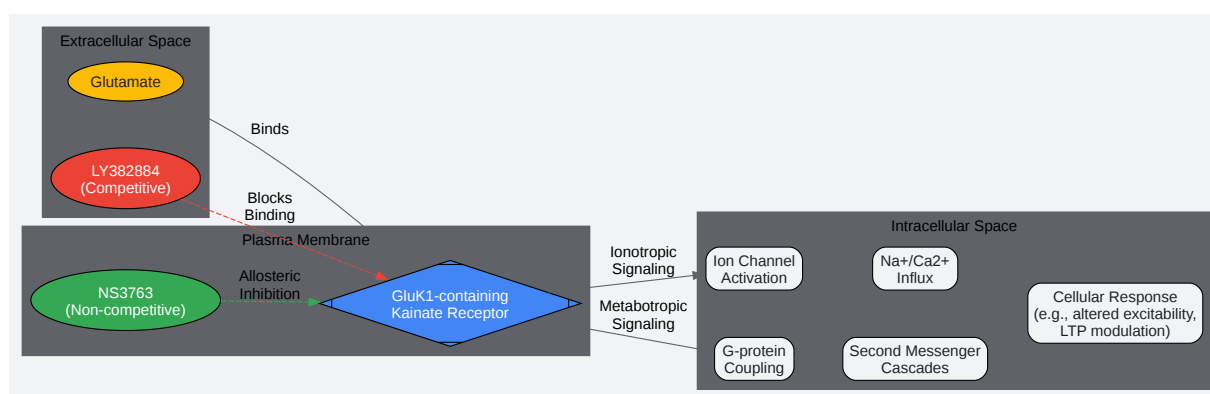 Extracellular Space
Glutamate
LY382884
(Competitive)
Binds
Blocks
Binding
Plasma Membrane
NS3763
(Non-competitive)
Allosteric
Inhibition
GluK1-containing
Kainate Receptor
Ionotropic
Signaling
Metabotropic
Signaling
Intracellular Space
Ion Channel
Activation
Na+/Ca2+
Influx
G-protein
Coupling
Second Messenger
Cascades
Cellular Response
(e.g., altered excitability,
LTP modulation)